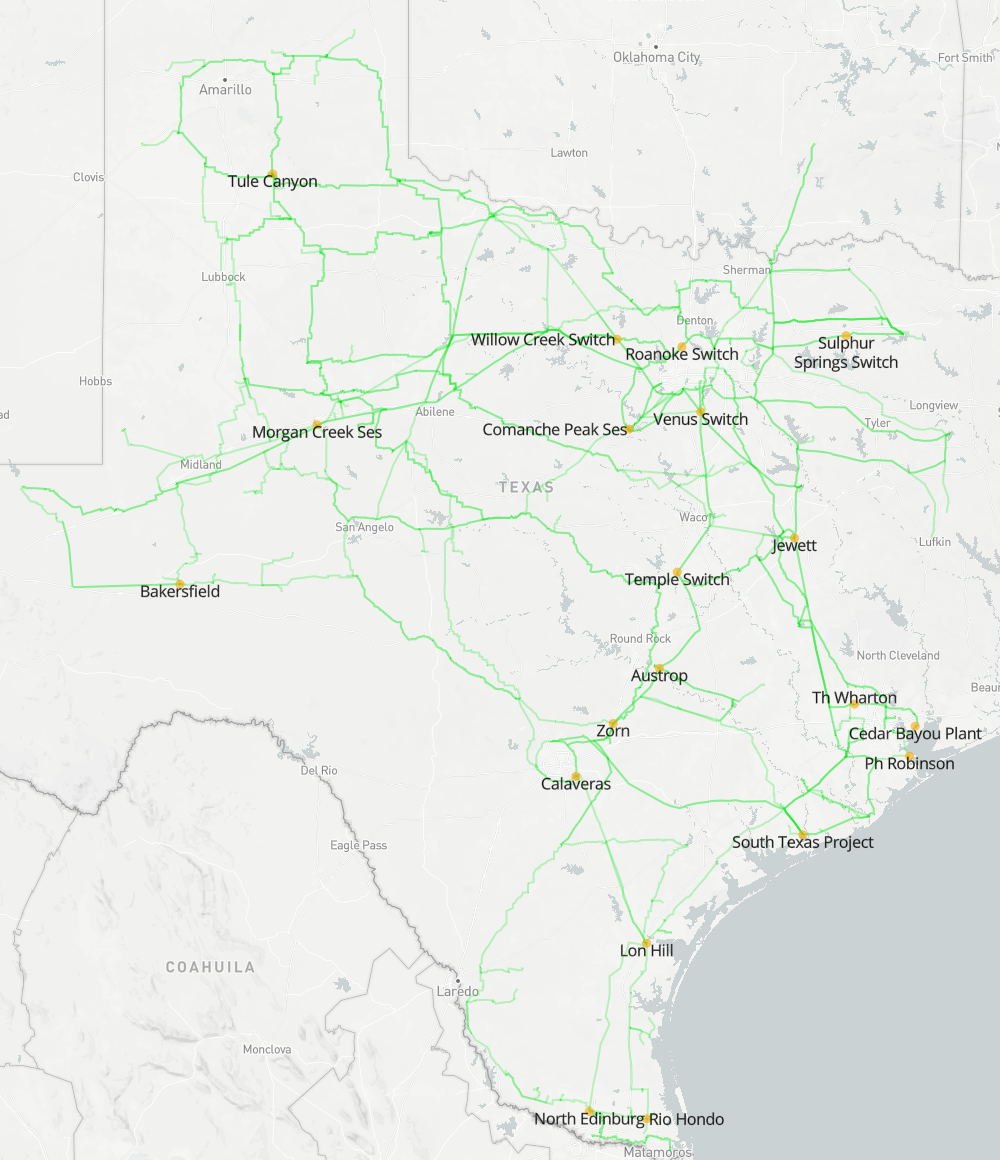 Oklahoma City
Fort Smith
Amarillo
Lawton
Clovis
Tule Canyon
Sherman
Lubbock
Denton
Willow Creek Switch
Roanoke Switch
Sulphur
Springs Switch
Hobbs
Longview
Abilene
Venus Switch
Tyler
Morgan Creek Ses
Comanche Peak Ses
Midland
TEXAS
Waco
San Angelo
Jewett
Lufkin
Bakersfield
Temple Switch
Round Rock
North Cleveland
Austrop
Th Wharton
Zorn
Cedar Bayou Plant
Ph Robinson
Del Rio
Calaveras
Eagle Pass
South Texas Project
Lon Hill
COAHUILA
Laredo
Monclova
North Edinburg
Rio Hondo
Matamoros